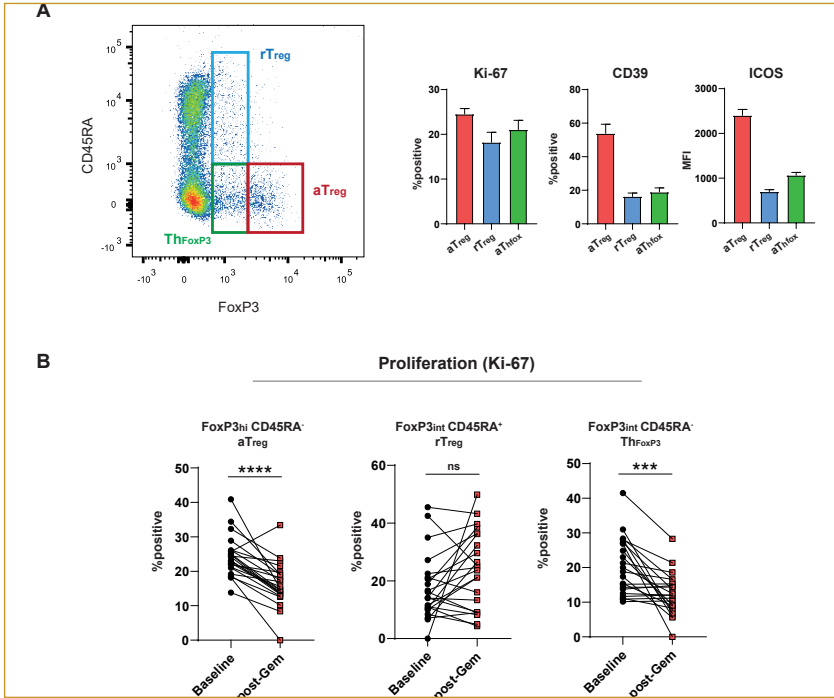 A
CD45RA
10^5
10^4
10^3
0
-10^3
rTreg
aTreg
ThFoxP3
-10^3 0 10^3 10^4 10^5
FoxP3
Ki-67
%positive
30
20
10
0
aTreg rTreg aThfox
CD39
%positive
80
60
40
20
0
aTreg rTreg aThfox
ICOS
MFI
3000
2000
1000
0
aTreg rTreg aThfox
B
Proliferation (Ki-67)
FoxP3hi CD45RA-
aTreg
****
%positive
50
40
30
20
10
0
Baseline post-Gem
FoxP3int CD45RA+
rTreg
ns
%positive
60
40
20
0
Baseline post-Gem
FoxP3int CD45RA-
ThFoxP3
***
%positive
50
40
30
20
10
0
Baseline post-Gem